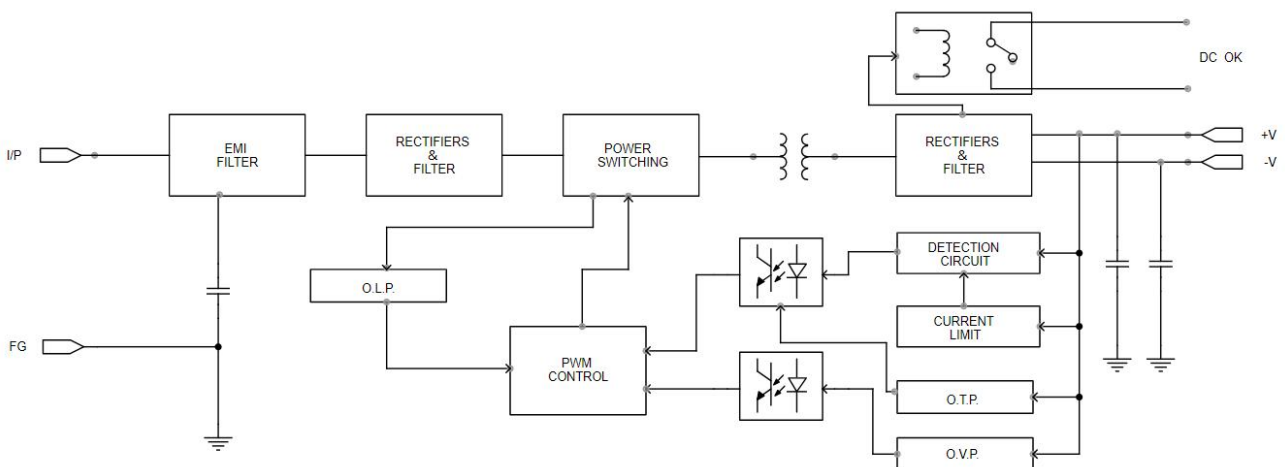 DC OK
I/P
EMI
FILTER
RECTIFIERS
&
FILTER
POWER
SWITCHING
RECTIFIERS
&
FILTER
+V
-V
DETECTION
CIRCUIT
O.L.P.
CURRENT
LIMIT
FG
PWM
CONTROL
O.T.P.
O.V.P.